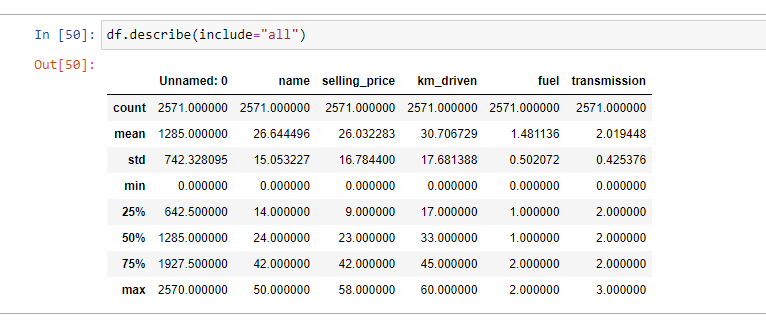 In [50]: df.describe(include="all")
Out[50]:
Unnamed: 0 name selling_price km_driven fuel transmission
count 2571.000000 2571.000000 2571.000000 2571.000000 2571.000000 2571.000000
mean 1285.000000 26.644496 26.032283 30.706729 1.481136 2.019448
std 742.328095 15.053227 16.784400 17.681388 0.502072 0.425376
min 0.000000 0.000000 0.000000 0.000000 0.000000 0.000000
25% 642.500000 14.000000 9.000000 17.000000 1.000000 2.000000
50% 1285.000000 24.000000 23.000000 33.000000 1.000000 2.000000
75% 1927.500000 42.000000 42.000000 45.000000 2.000000 2.000000
max 2570.000000 50.000000 58.000000 60.000000 2.000000 3.000000